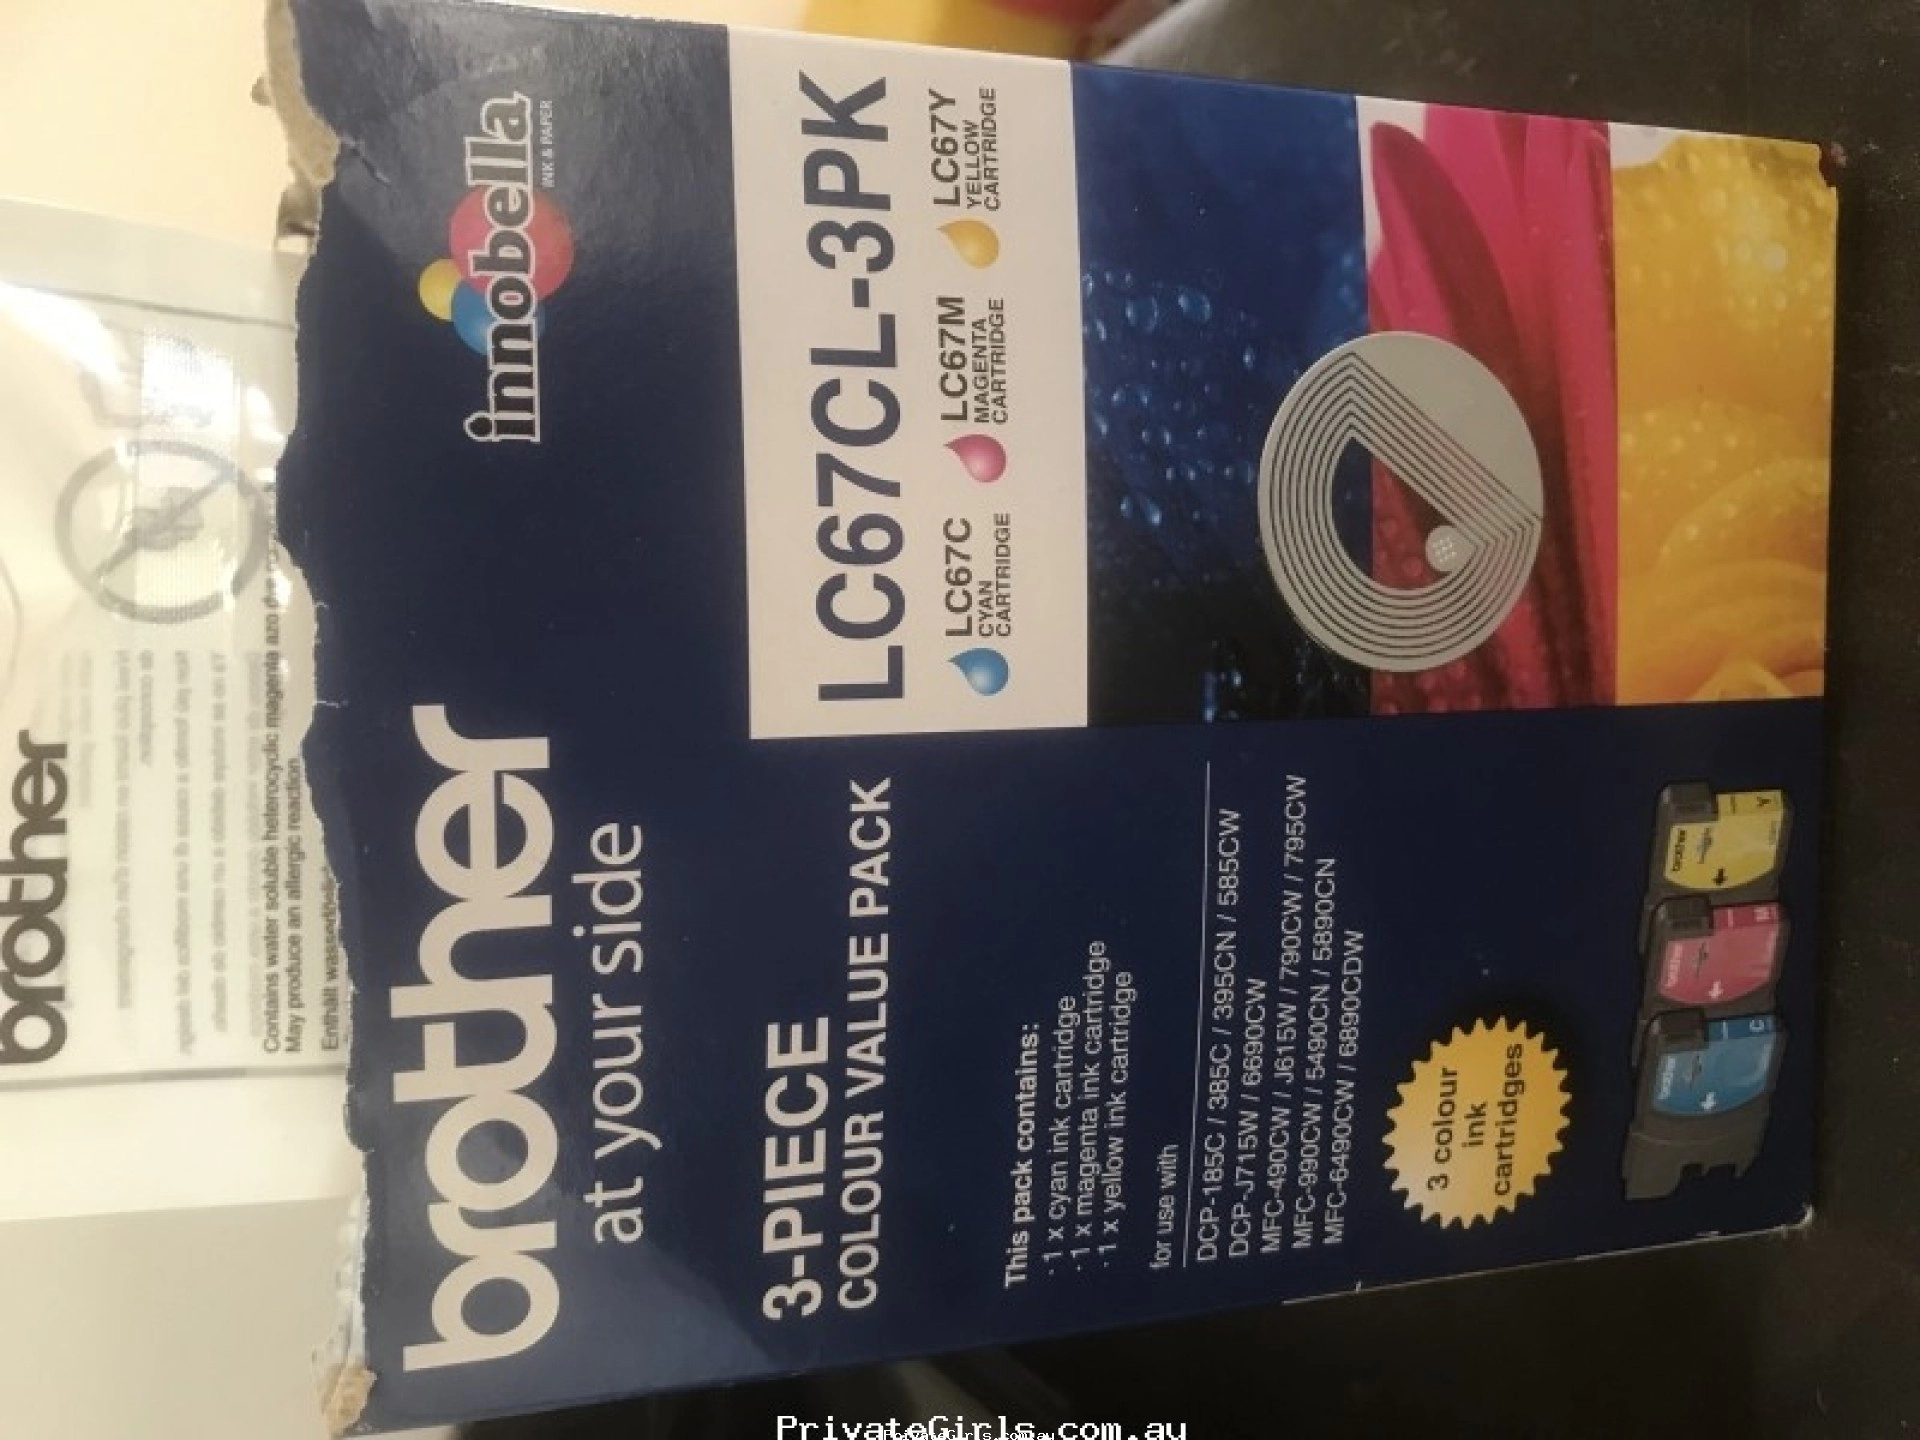 brother
at your side
innobella
INK & PAPER
3-PIECE
COLOUR VALUE PACK
LC67CL-3PK
LC67C
CYAN
CARTRIDGE
LC67M
MAGENTA
CARTRIDGE
LC67Y
YELLOW
CARTRIDGE
This pack contains:
· 1 x cyan ink cartridge
· 1 x magenta ink cartridge
· 1 x yellow ink cartridge
for use with
DCP-185C / 385C / 395CN / 585CW
DCP-J715W / 6690CW
MFC-490CW / J615W / 790CW / 795CW
MFC-990CW / 5490CN / 5890CN
MFC-6490CW / 6890CDW
3 colour
ink
cartridges
brother
C
brother
M
brother
Y
brother
Contains water soluble heterocyclic magenta azo
May produce an allergic reaction.
Enthält
PrivateGirls.com.au